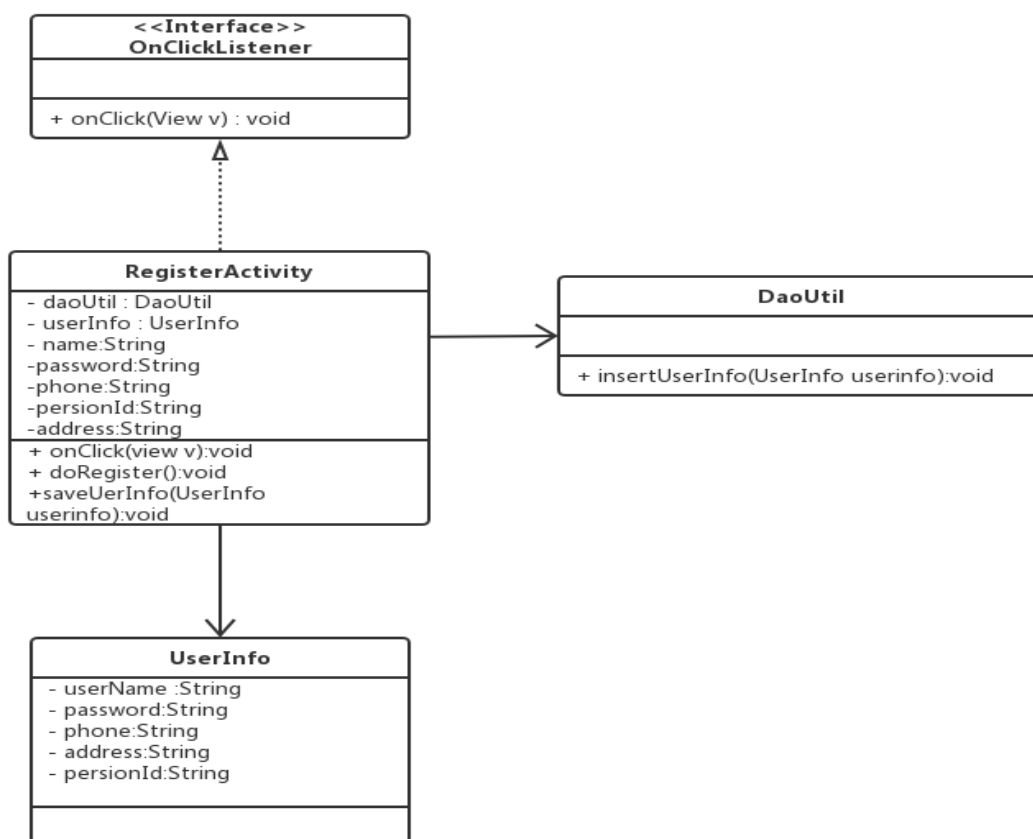 <<Interface>>
OnClickListener
+ onClick(View v) : void
RegisterActivity
- daoUtil : DaoUtil
- userInfo : UserInfo
- name:String
-password:String
-phone:String
-persionId:String
-address:String
+ onClick(view v):void
+ doRegister():void
+saveUerInfo(UserInfo
userinfo):void
DaoUtil
+ insertUserInfo(UserInfo userinfo):void
UserInfo
- userName :String
- password:String
- phone:String
- address:String
- persionId:String